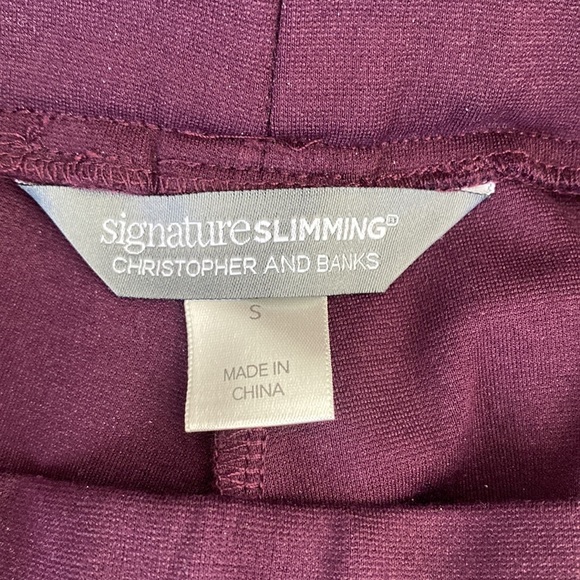 signatureSLIMMING
CHRISTOPHER AND BANKS
S
MADE IN
CHINA